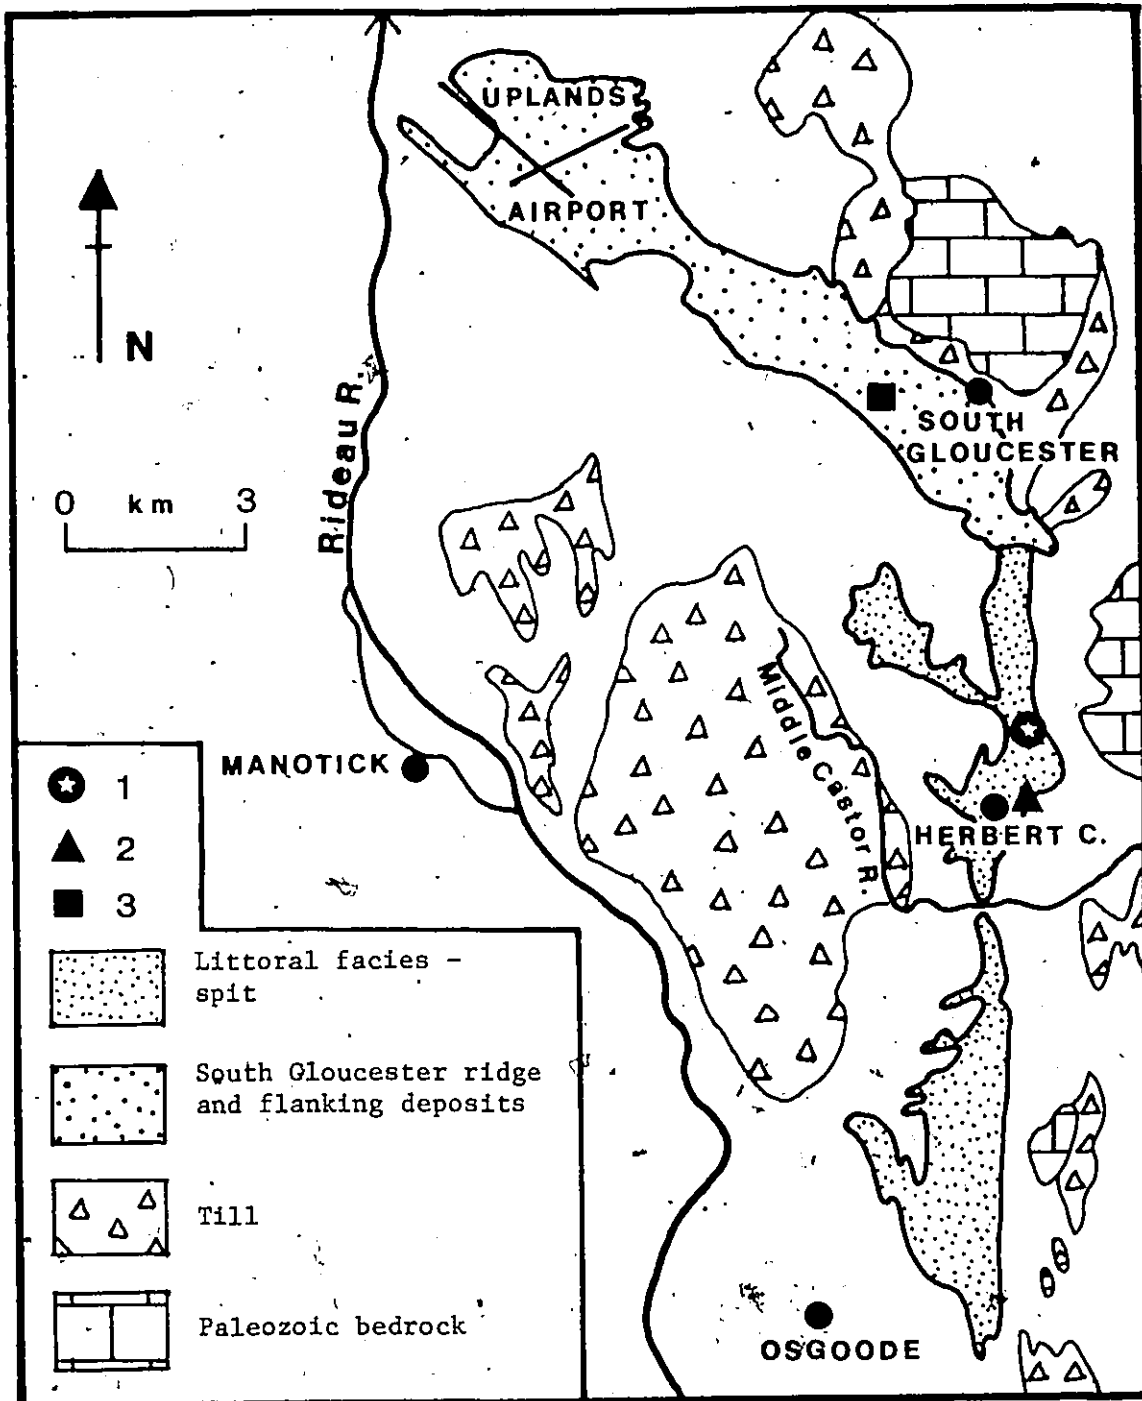 UPLANDS
AIRPORT
N
Rideau R.
0 km 3
SOUTH
GLOUCESTER
Middle Castor R.
MANOTICK
HERBERT C.
1
2
3
Littoral facies -
spit
South Gloucester ridge
and flanking deposits
Till
Paleozoic bedrock
OSGOODE